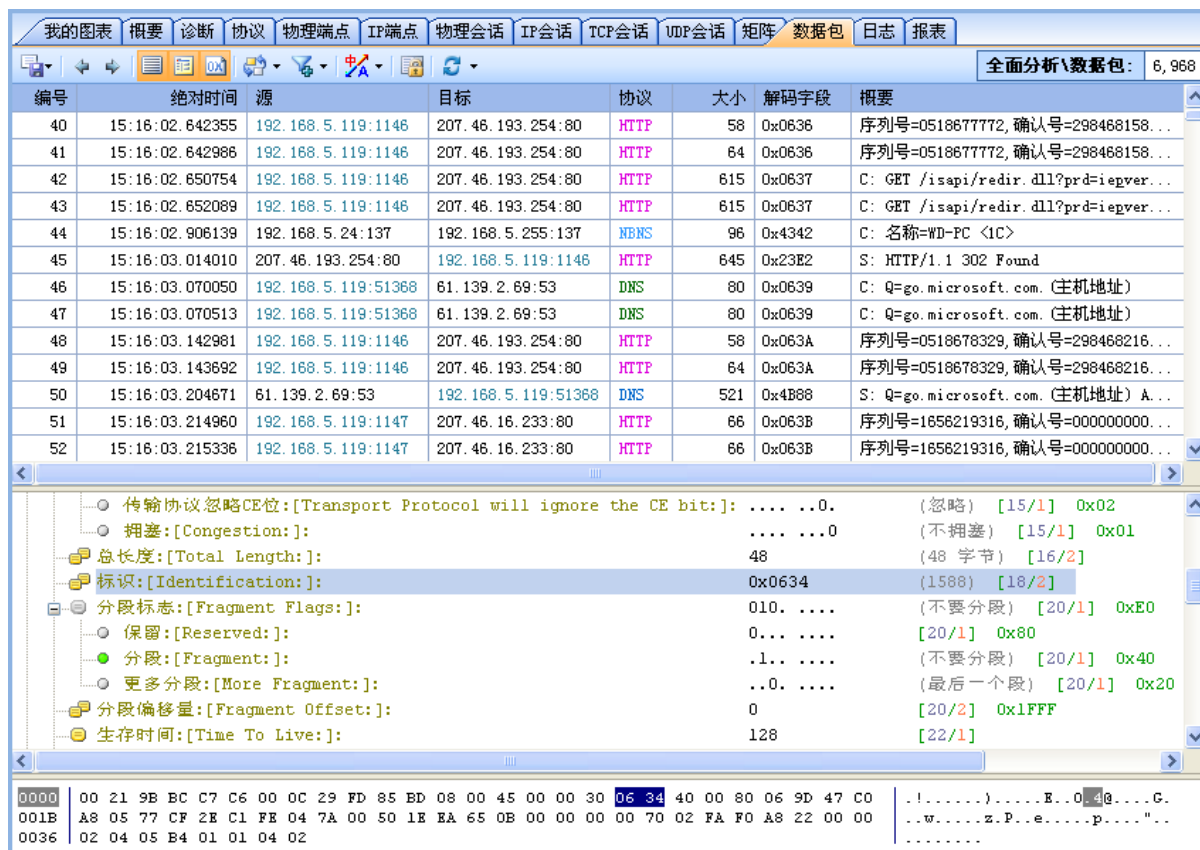 我的图表 概要 诊断 协议 物理端点 IP端点 物理会话 IP会话 TCP会话 UDP会话 矩阵 数据包 日志 报表
全面分析\数据包: 6,968
编号 绝对时间 源 目标 协议 大小 解码字段 概要
40 15:16:02.642355 192.168.5.119:1146 207.46.193.254:80 HTTP 58 0x0636 序列号=0518677772,确认号=298468158...
41 15:16:02.642986 192.168.5.119:1146 207.46.193.254:80 HTTP 64 0x0636 序列号=0518677772,确认号=298468158...
42 15:16:02.650754 192.168.5.119:1146 207.46.193.254:80 HTTP 615 0x0637 C: GET /isapi/redir.dll?prd=iepver...
43 15:16:02.652089 192.168.5.119:1146 207.46.193.254:80 HTTP 615 0x0637 C: GET /isapi/redir.dll?prd=iepver...
44 15:16:02.906139 192.168.5.24:137 192.168.5.255:137 NBNS 96 0x4342 C: 名称=WD-PC <1C>
45 15:16:03.014010 207.46.193.254:80 192.168.5.119:1146 HTTP 645 0x23E2 S: HTTP/1.1 302 Found
46 15:16:03.070050 192.168.5.119:51368 61.139.2.69:53 DNS 80 0x0639 C: Q=go.microsoft.com.(主机地址)
47 15:16:03.070513 192.168.5.119:51368 61.139.2.69:53 DNS 80 0x0639 C: Q=go.microsoft.com.(主机地址)
48 15:16:03.142981 192.168.5.119:1146 207.46.193.254:80 HTTP 58 0x063A 序列号=0518678329,确认号=298468216...
49 15:16:03.143692 192.168.5.119:1146 207.46.193.254:80 HTTP 64 0x063A 序列号=0518678329,确认号=298468216...
50 15:16:03.204671 61.139.2.69:53 192.168.5.119:51368 DNS 521 0x4B88 S: Q=go.microsoft.com.(主机地址) A...
51 15:16:03.214960 192.168.5.119:1147 207.46.16.233:80 HTTP 66 0x063B 序列号=1656219316,确认号=000000000...
52 15:16:03.215336 192.168.5.119:1147 207.46.16.233:80 HTTP 66 0x063B 序列号=1656219316,确认号=000000000...
传输协议忽略CE位:[Transport Protocol will ignore the CE bit:]: .... ..0. (忽略) [15/1] 0x02
拥塞:[Congestion:]: .... ...0 (不拥塞) [15/1] 0x01
总长度:[Total Length:]: 48 (48 字节) [16/2]
标识:[Identification:]: 0x0634 (1588) [18/2]
分段标志:[Fragment Flags:]: 010. .... (不要分段) [20/1] 0xE0
保留:[Reserved:]: 0... .... [20/1] 0x80
分段:[Fragment:]: .1.. .... (不要分段) [20/1] 0x40
更多分段:[More Fragment:]: ..0. .... (最后一个段) [20/1] 0x20
分段偏移量:[Fragment Offset:]: 0 [20/2] 0x1FFF
生存时间:[Time To Live:]: 128 [22/1]
0000 00 21 9B BC C7 C6 00 0C 29 FD 85 BD 08 00 45 00 00 30 06 34 40 00 80 06 9D 47 C0 .!......).....E..0.4@....G.
001B A8 05 77 CF 2E C1 FE 04 7A 00 50 1E EA 65 0B 00 00 00 00 70 02 FA F0 A8 22 00 00 ..w.....z.P..e.....p...."..
0036 02 04 05 B4 01 01 04 02 ........